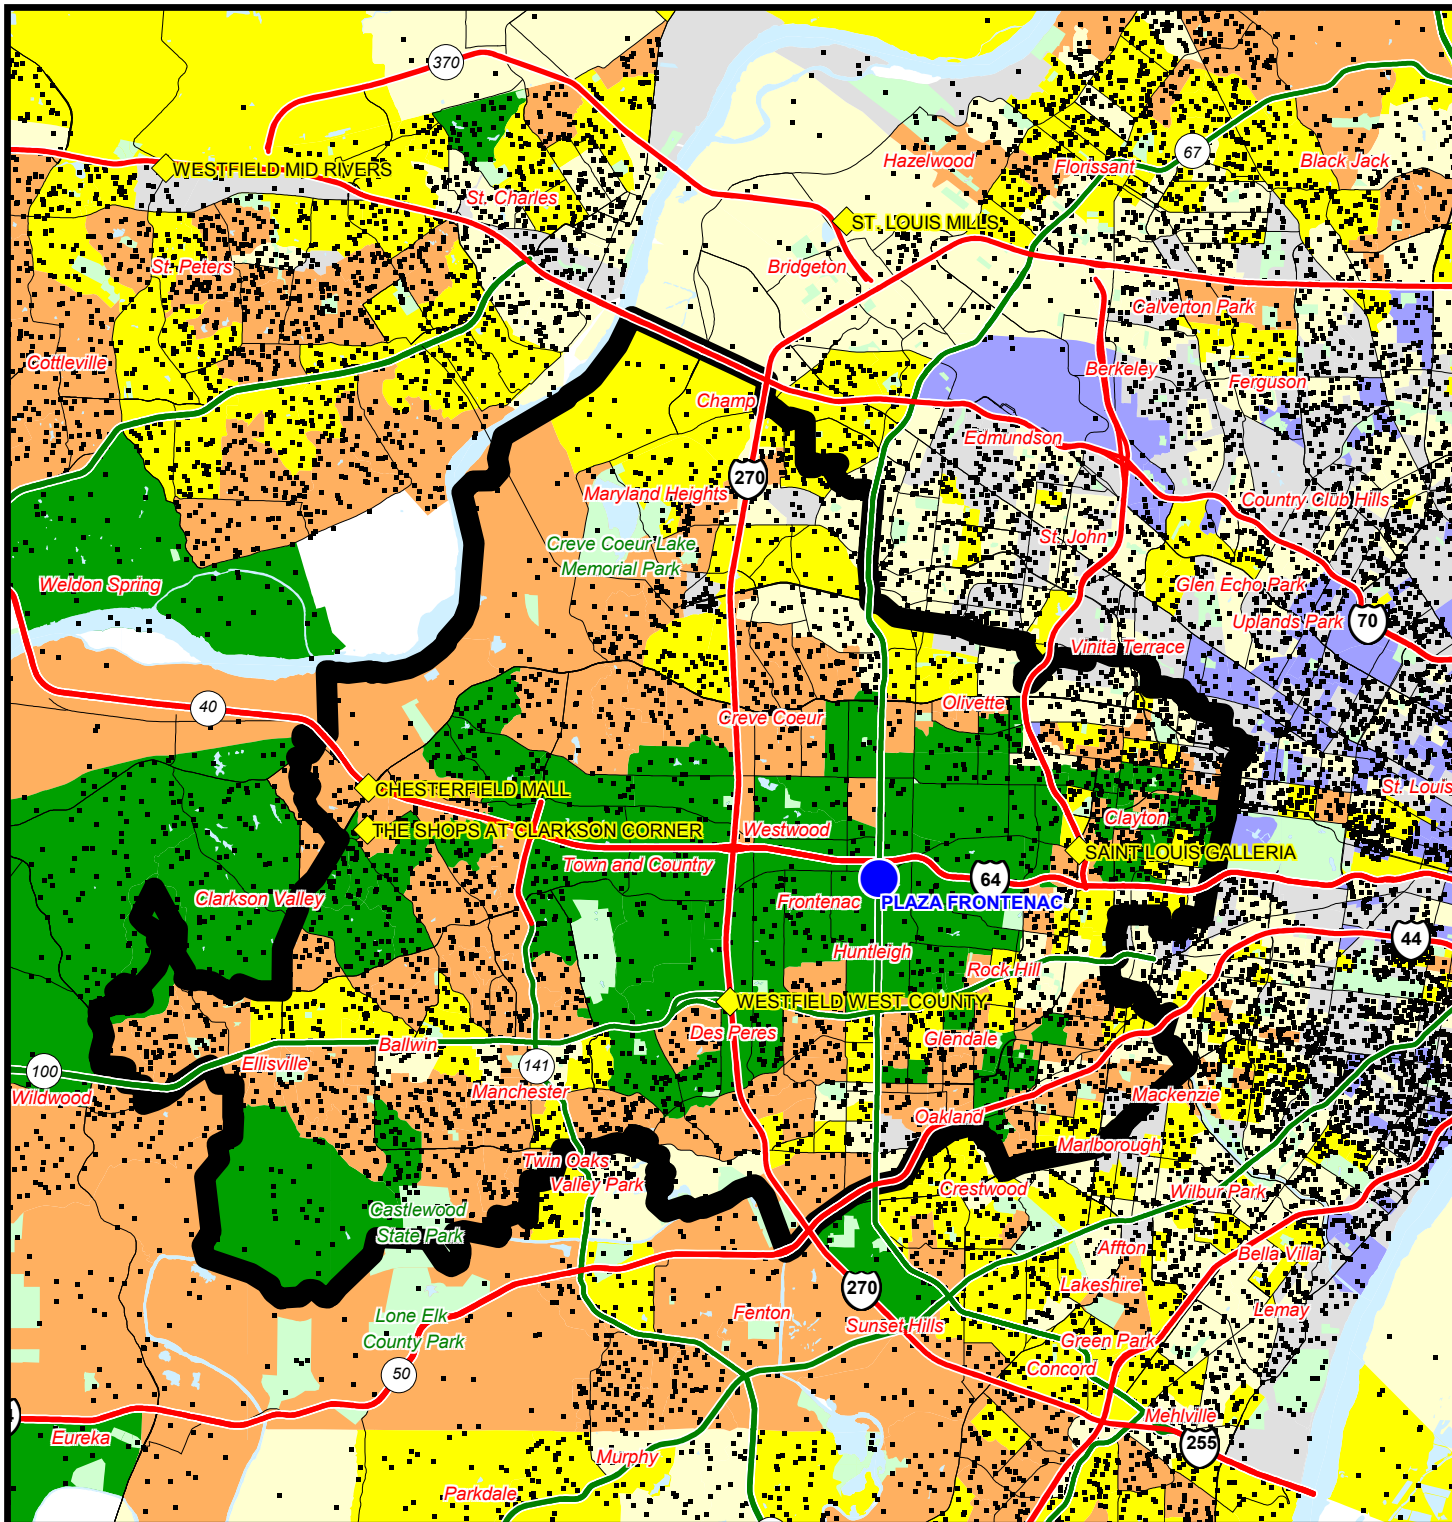 370
Hazelwood
Florissant
67
Black Jack
WESTFIELD MID RIVERS
St. Charles
ST. LOUIS MILLS
St. Peters
Bridgeton
Calverton Park
Cottleville
Berkeley
Ferguson
Champ
Edmundson
270
Maryland Heights
Country Club Hills
Creve Coeur Lake
Memorial Park
St. John
Weldon Spring
Glen Echo Park
Uplands Park
70
Vinita Terrace
40
Creve Coeur
Olivette
CHESTERFIELD MALL
St. Louis
THE SHOPS AT CLARKSON CORNER
Westwood
Clayton
Town and Country
SAINT LOUIS GALLERIA
64
Clarkson Valley
Frontenac
PLAZA FRONTENAC
Huntleigh
44
Rock Hill
WESTFIELD WEST COUNTY
Des Peres
Glendale
Ballwin
Ellisville
100
141
Wildwood
Manchester
Mackenzie
Oakland
Marlborough
Twin Oaks
Valley Park
Crestwood
Wilbur Park
Castlewood
State Park
Affton
Bella Villa
Lakeshire
270
Lone Elk
County Park
Fenton
Sunset Hills
Lemay
Green Park
Concord
50
Eureka
Mehlville
255
Murphy
Parkdale